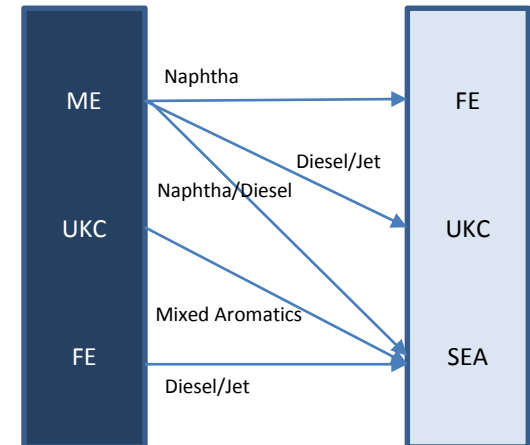 Naphtha
ME
FE
Diesel/Jet
Naphtha/Diesel
UKC
UKC
Mixed Aromatics
FE
SEA
Diesel/Jet